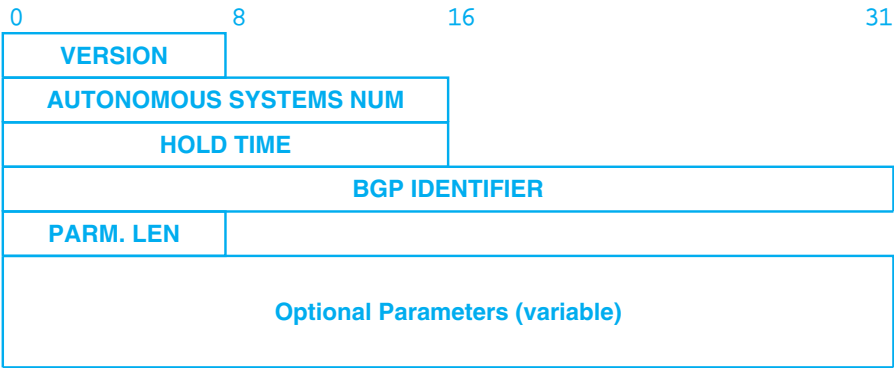 0 8 16 31
VERSION
AUTONOMOUS SYSTEMS NUM
HOLD TIME
BGP IDENTIFIER
PARM. LEN
Optional Parameters (variable)